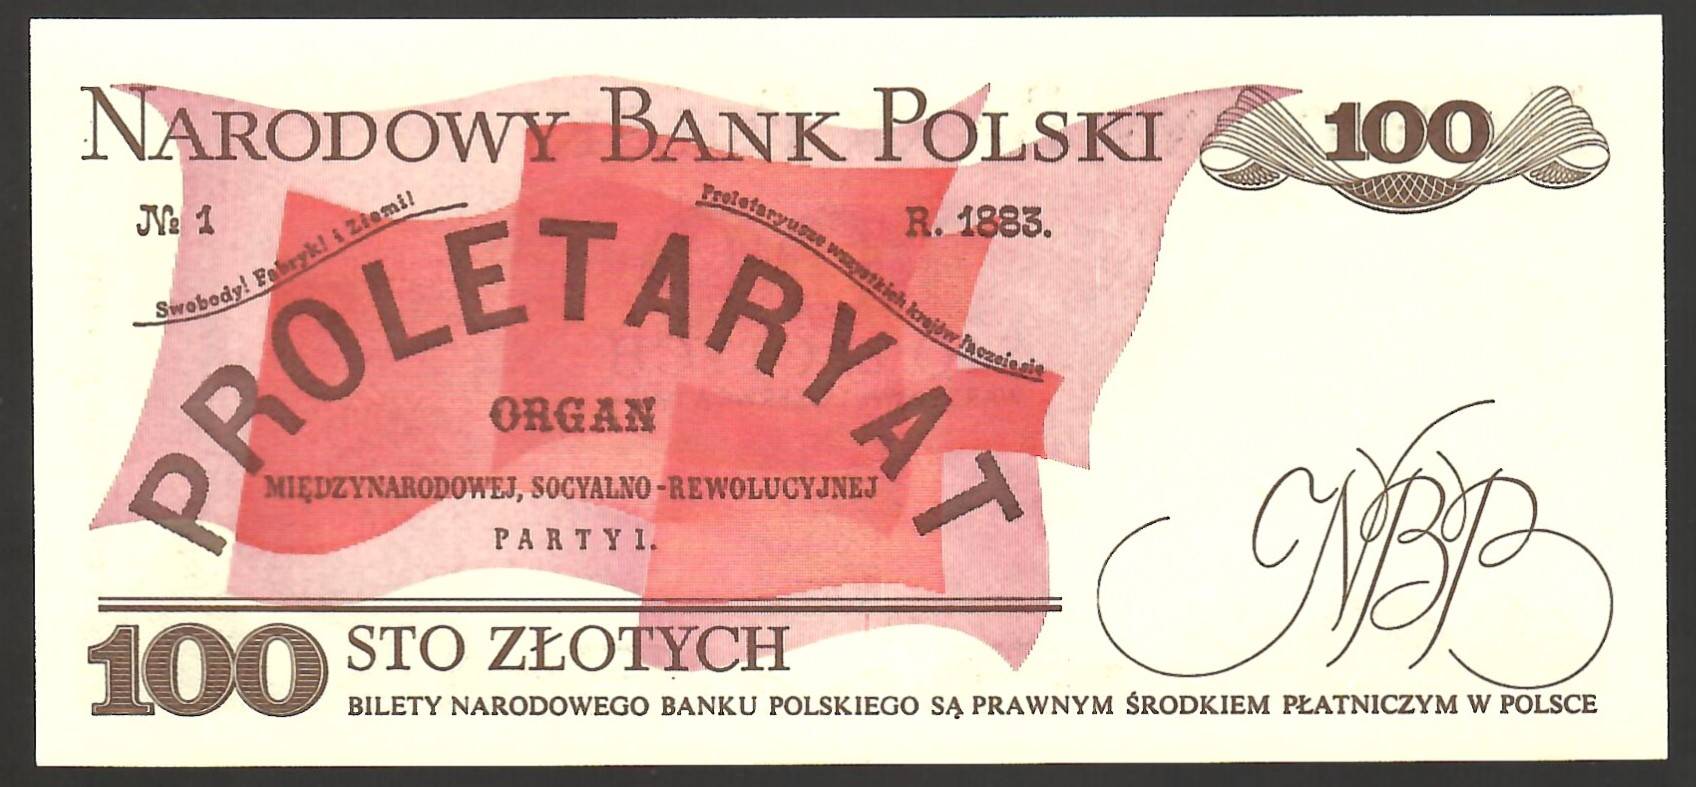 NARODOWY BANK POLSKI 100
№ 1
Swobody! Fabryk! i Ziemi!
Proletaryusze wszystkich krajów łączcie się
R. 1883.
PROLETARYAT
ORGAN
MIĘDZYNARODOWEJ, SOCYALNO-REWOLUCYJNEJ
PARTYI.
NBP
100 STO ZŁOTYCH
BILETY NARODOWEGO BANKU POLSKIEGO SĄ PRAWNYM ŚRODKIEM PŁATNICZYM W POLSCE